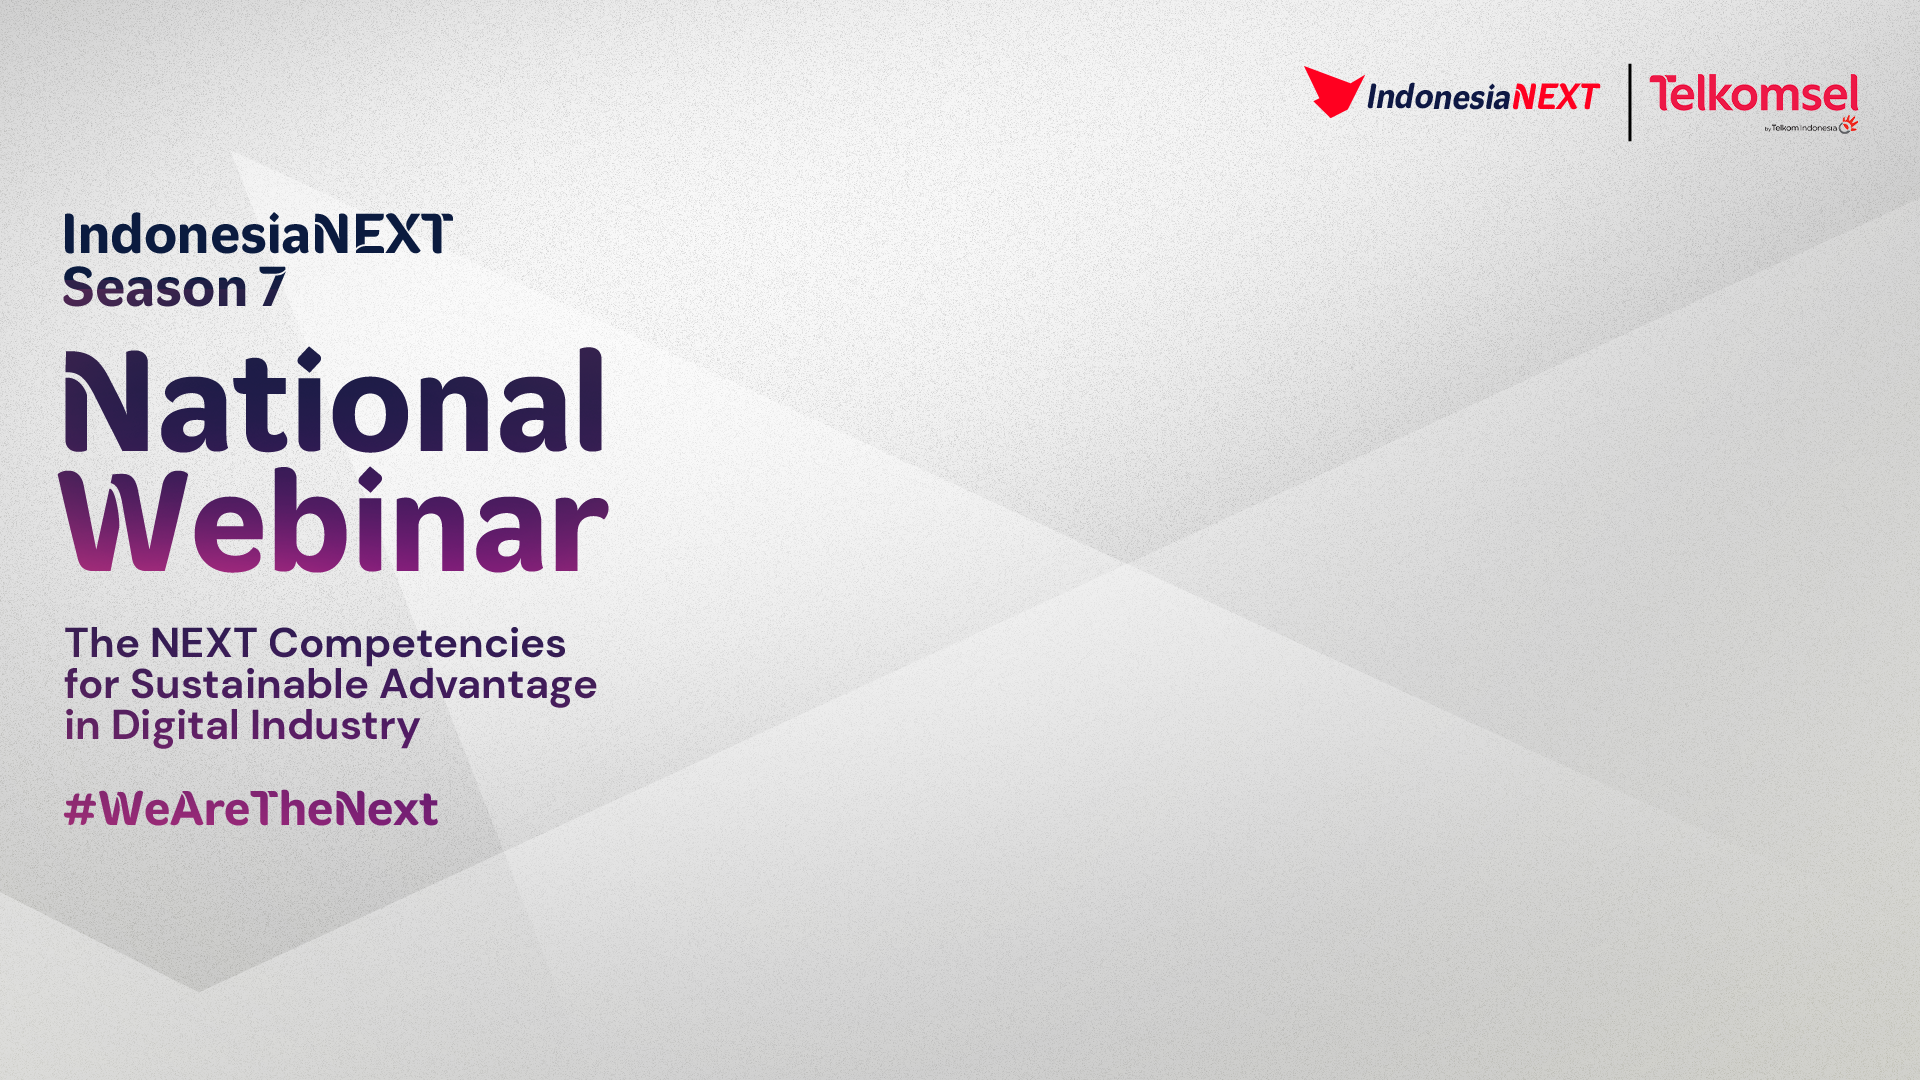 IndonesiaNEXT
Telkomsel
by Telkom Indonesia
IndonesiaNEXT
Season 7
National
Webinar
The NEXT Competencies
for Sustainable Advantage
in Digital Industry
#WeAreTheNext